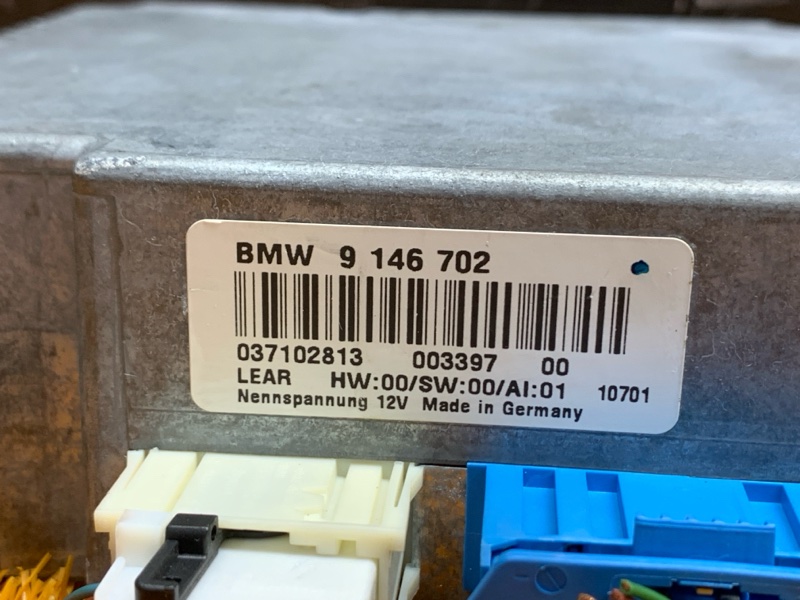 BMW 9 146 702
037102813 003397 00
LEAR HW:00/SW:00/AI:01 10701
Nennspannung 12V Made in Germany